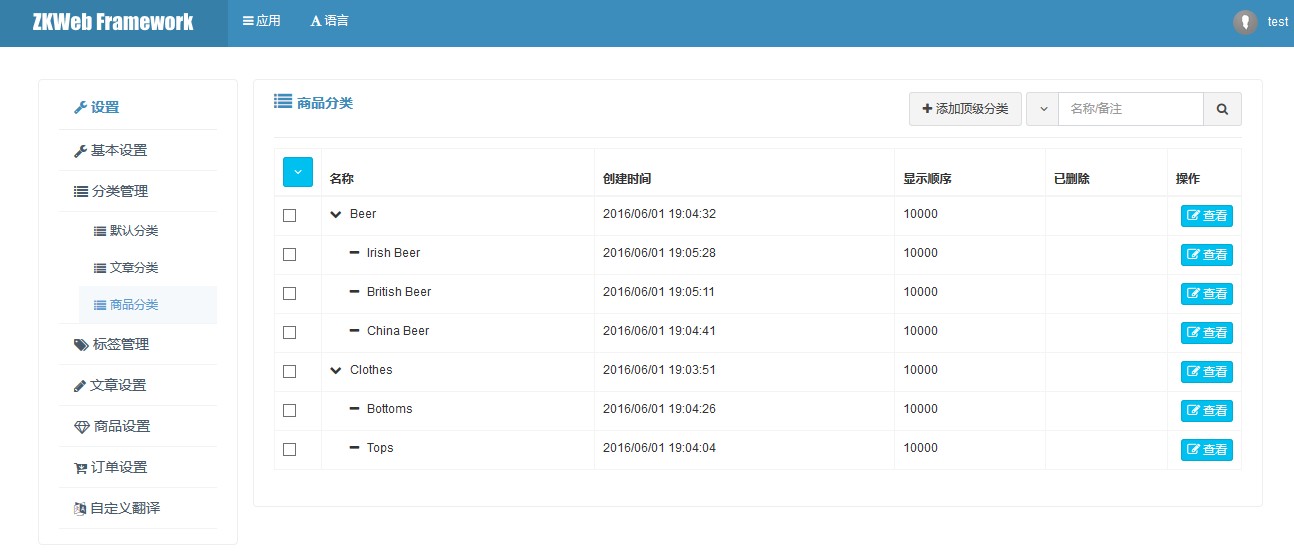 ZKWeb Framework 应用 语言 test
设置
基本设置
分类管理
默认分类
文章分类
商品分类
标签管理
文章设置
商品设置
订单设置
自定义翻译
商品分类 添加顶级分类 名称/备注
名称 创建时间 显示顺序 已删除 操作
Beer 2016/06/01 19:04:32 10000 查看
Irish Beer 2016/06/01 19:05:28 10000 查看
British Beer 2016/06/01 19:05:11 10000 查看
China Beer 2016/06/01 19:04:41 10000 查看
Clothes 2016/06/01 19:03:51 10000 查看
Bottoms 2016/06/01 19:04:26 10000 查看
Tops 2016/06/01 19:04:04 10000 查看